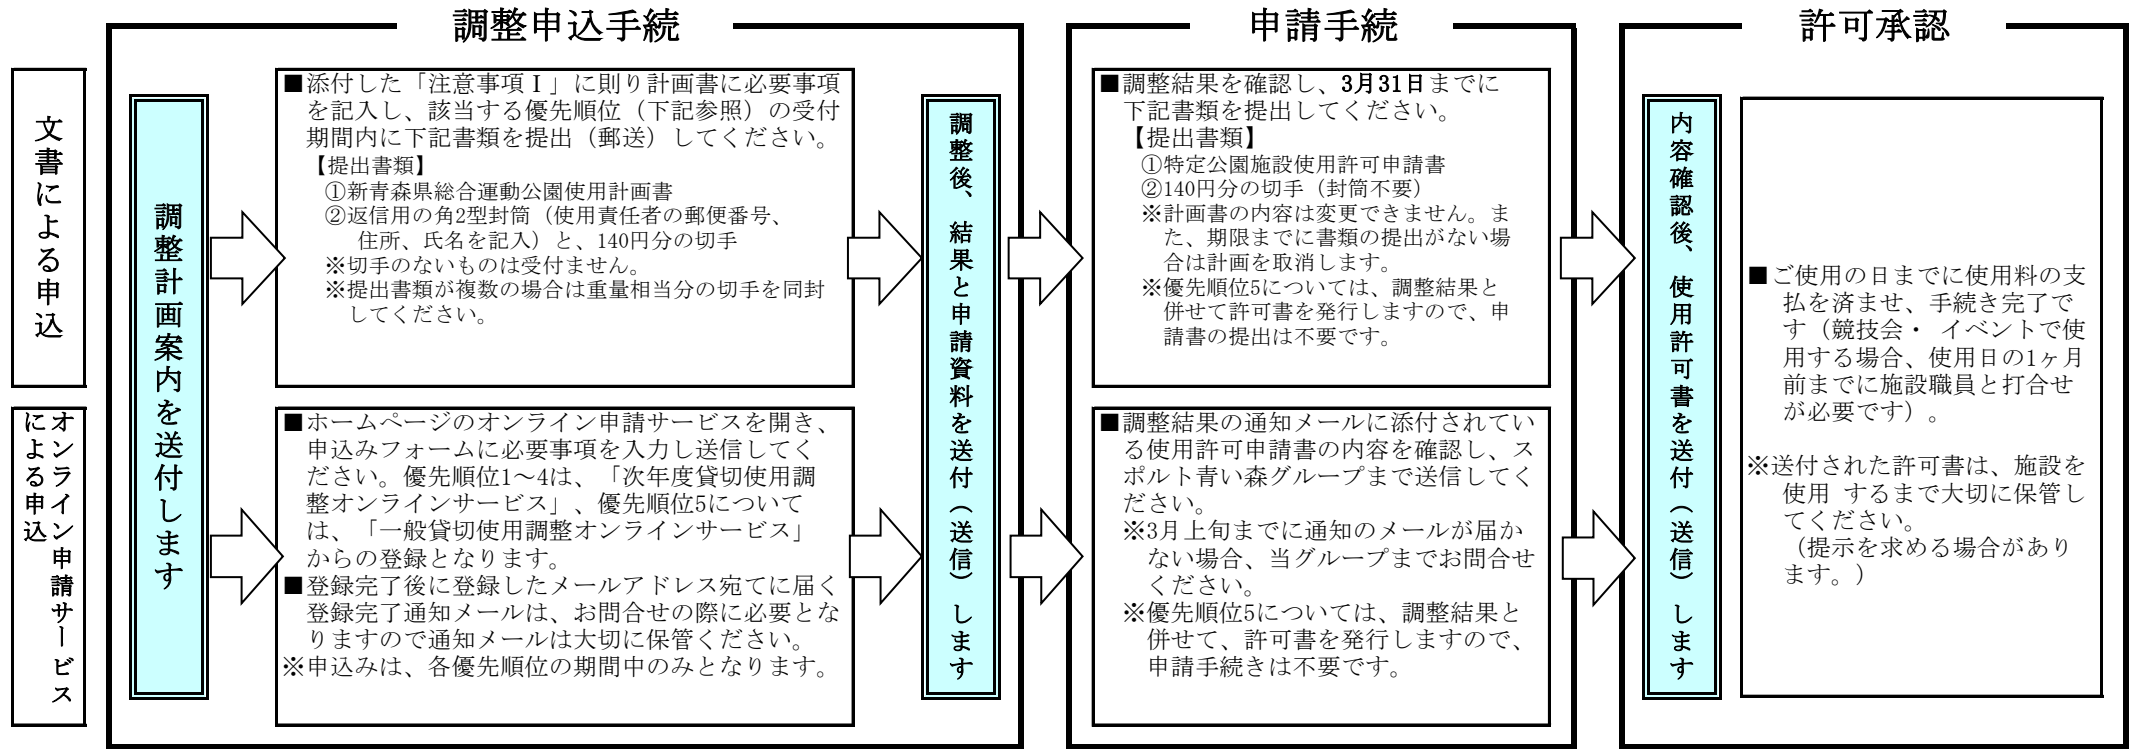 調整申込手続
申請手続
許可承認
文書による申込
オンライン申請サービス
による申込
調整計画案内を送付します
■添付した「注意事項Ⅰ」に則り計画書に必要事項
を記入し、該当する優先順位（下記参照）の受付
期間内に下記書類を提出（郵送）してください。
【提出書類】
①新青森県総合運動公園使用計画書
②返信用の角2型封筒（使用責任者の郵便番号、
住所、氏名を記入）と、140円分の切手
※切手のないものは受付ません。
※提出書類が複数の場合は重量相当分の切手を同封
してください。
■ホームページのオンライン申請サービスを開き、
申込みフォームに必要事項を入力し送信してく
ださい。優先順位1～4は、「次年度貸切使用調
整オンラインサービス」、優先順位5について
は、「一般貸切使用調整オンラインサービス」
からの登録となります。
■登録完了後に登録したメールアドレス宛てに届く
登録完了通知メールは、お問合せの際に必要とな
りますので通知メールは大切に保管ください。
※申込みは、各優先順位の期間中のみとなります。
調整後、結果と申請資料を送付（送信）します
■調整結果を確認し、3月31日までに
下記書類を提出してください。
【提出書類】
①特定公園施設使用許可申請書
②140円分の切手（封筒不要）
※計画書の内容は変更できません。ま
た、期限までに書類の提出がない場
合は計画を取消します。
※優先順位5については、調整結果と
併せて許可書を発行しますので、申
請書の提出は不要です。
■調整結果の通知メールに添付されてい
る使用許可申請書の内容を確認し、ス
ポルト青い森グループまで送信してく
ださい。
※3月上旬までに通知のメールが届か
ない場合、当グループまでお問合せ
ください。
※優先順位5については、調整結果と
併せて、許可書を発行しますので、
申請手続きは不要です。
内容確認後、使用許可書を送付（送信）します
■ご使用の日までに使用料の支
払を済ませ、手続き完了で
す（競技会・ イベントで使
用する場合、使用日の1ヶ月
前までに施設職員と打合せ
が必要です）。
※送付された許可書は、施設を
使用 するまで大切に保管し
てください。
（提示を求める場合があり
ます。）